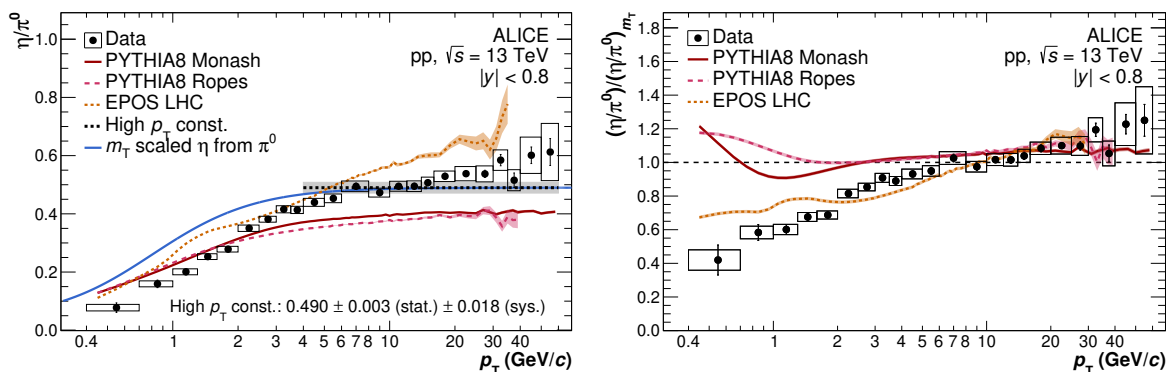 η/π⁰
1.0
0.8
0.6
0.4
0.2
0.0
Data
PYTHIA8 Monash
PYTHIA8 Ropes
EPOS LHC
High p_T const.
m_T scaled η from π⁰
ALICE
pp, √s = 13 TeV
|y| < 0.8
High p_T const.: 0.490 ± 0.003 (stat.) ± 0.018 (sys.)
0.4 1 2 3 4 5 6 7 8 10 20 30 40
p_T (GeV/c)
(η/π⁰)/(η/π⁰)_{m_T}
1.6
1.4
1.2
1.0
0.8
0.6
0.4
0.2
0.0
Data
PYTHIA8 Monash
PYTHIA8 Ropes
EPOS LHC
ALICE
pp, √s = 13 TeV
|y| < 0.8
0.4 1 2 3 4 5 6 7 8 10 20 30 40
p_T (GeV/c)